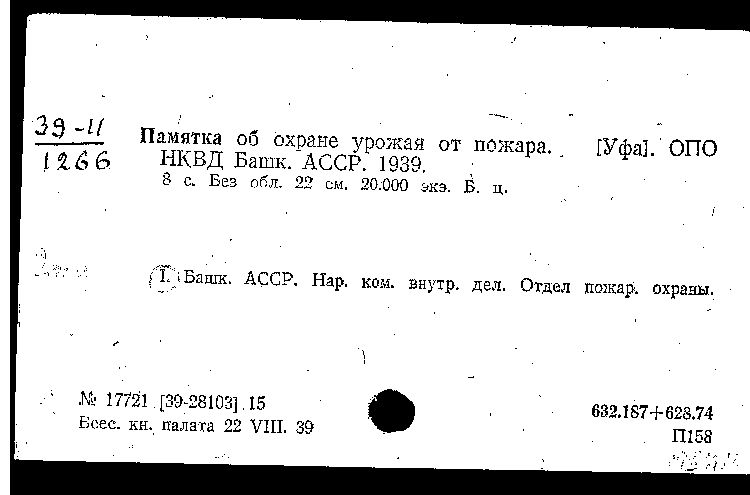 39-11
1266
Памятка об охране урожая от пожара. [Уфа]. ОПО
НКВД Башк. АССР. 1939.
8 с. Без обл. 22 см. 20.000 экз. Б. ц.
I. Башк. АССР. Нар. ком. внутр. дел. Отдел пожар. охраны.
№ 17721 [39-28103] 15
Всес. кн. палата 22 VIII. 39
632.187+628.74
П158